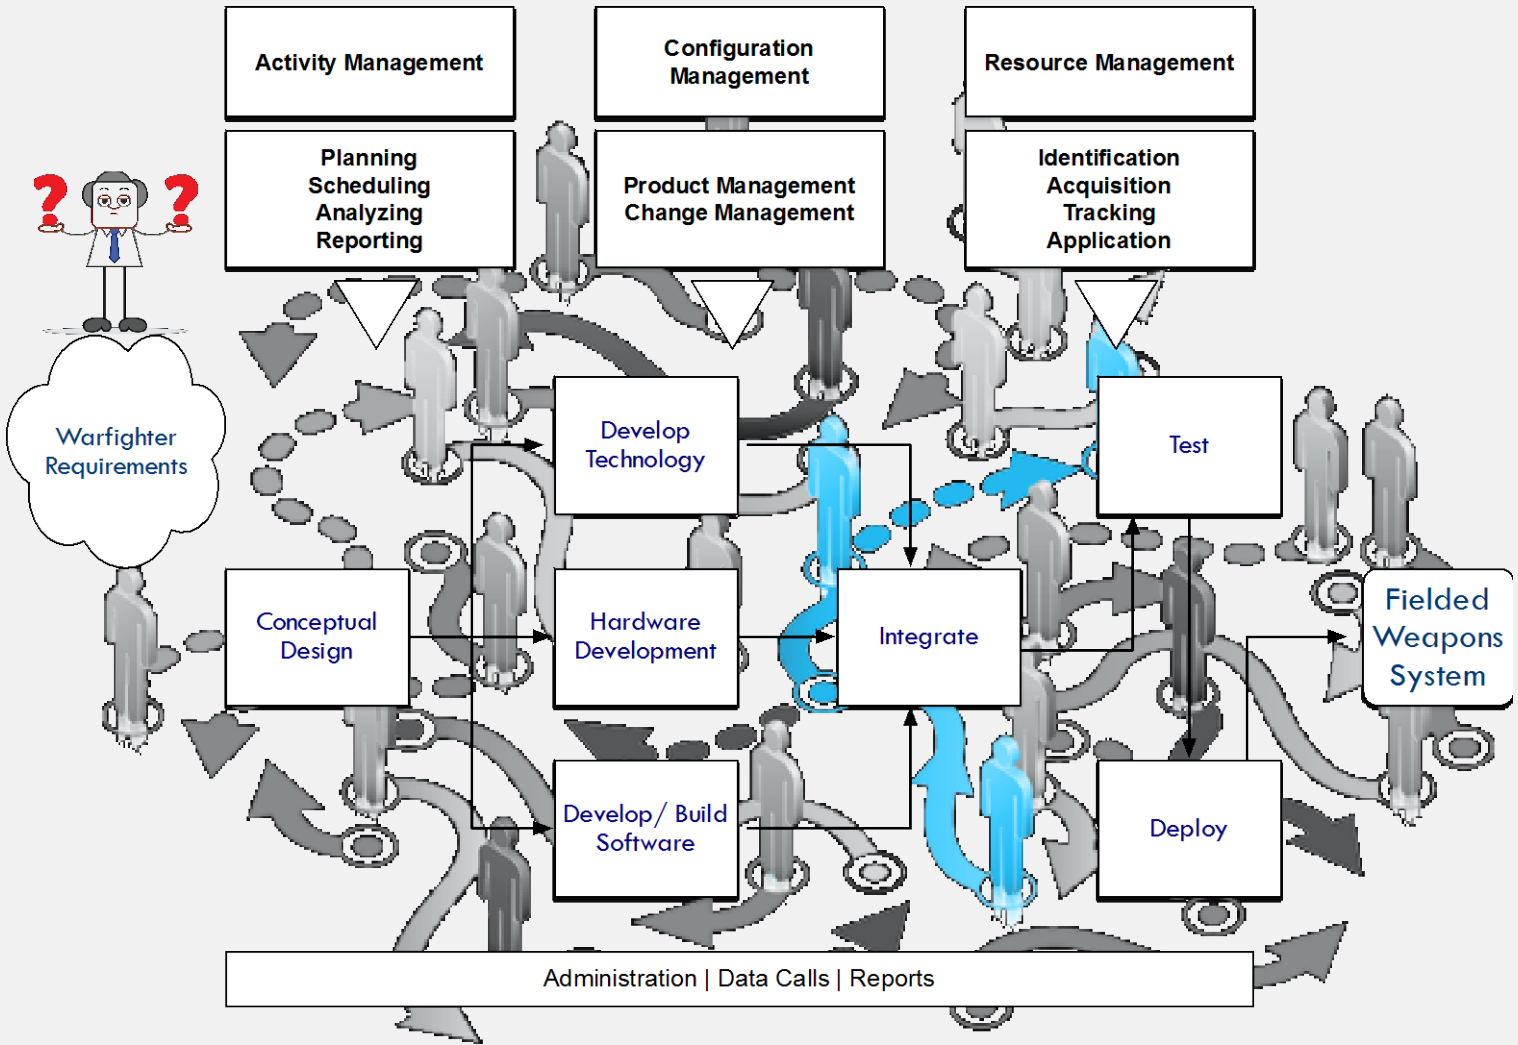 Activity Management
Configuration
Management
Resource Management
Planning
Scheduling
Analyzing
Reporting
Product Management
Change Management
Identification
Acquisition
Tracking
Application
? ?
Warfighter
Requirements
Develop
Technology
Test
Conceptual
Design
Hardware
Development
Integrate
Fielded
Weapons
System
Develop/ Build
Software
Deploy
Administration | Data Calls | Reports